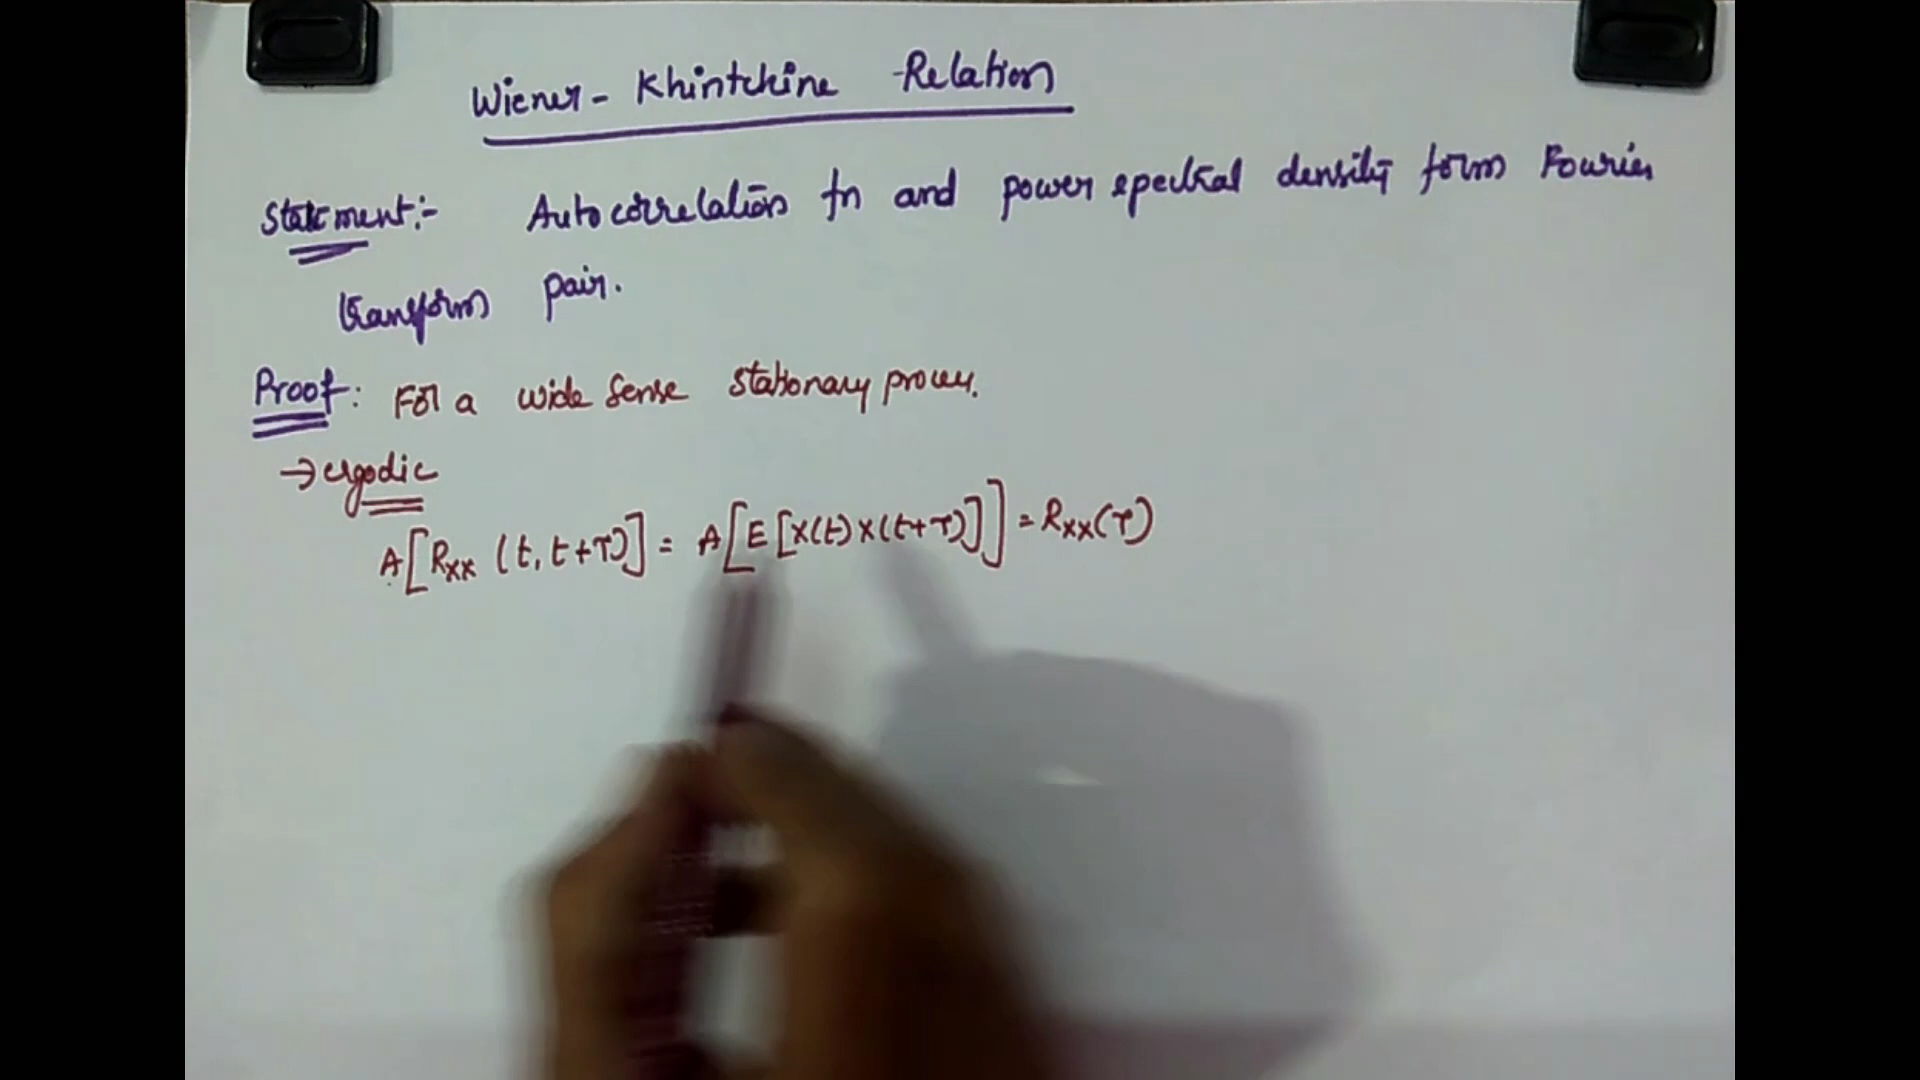 Wiener - Khintchine Relation
Statement:- Autocorrelation fn and power spectral density form Fourier
transform pair.
Proof: For a wide sense stationary process.
→ ergodic
A[Rxx (t, t+τ)] = A[E[X(t) X(t+τ)]] = Rxx(τ)